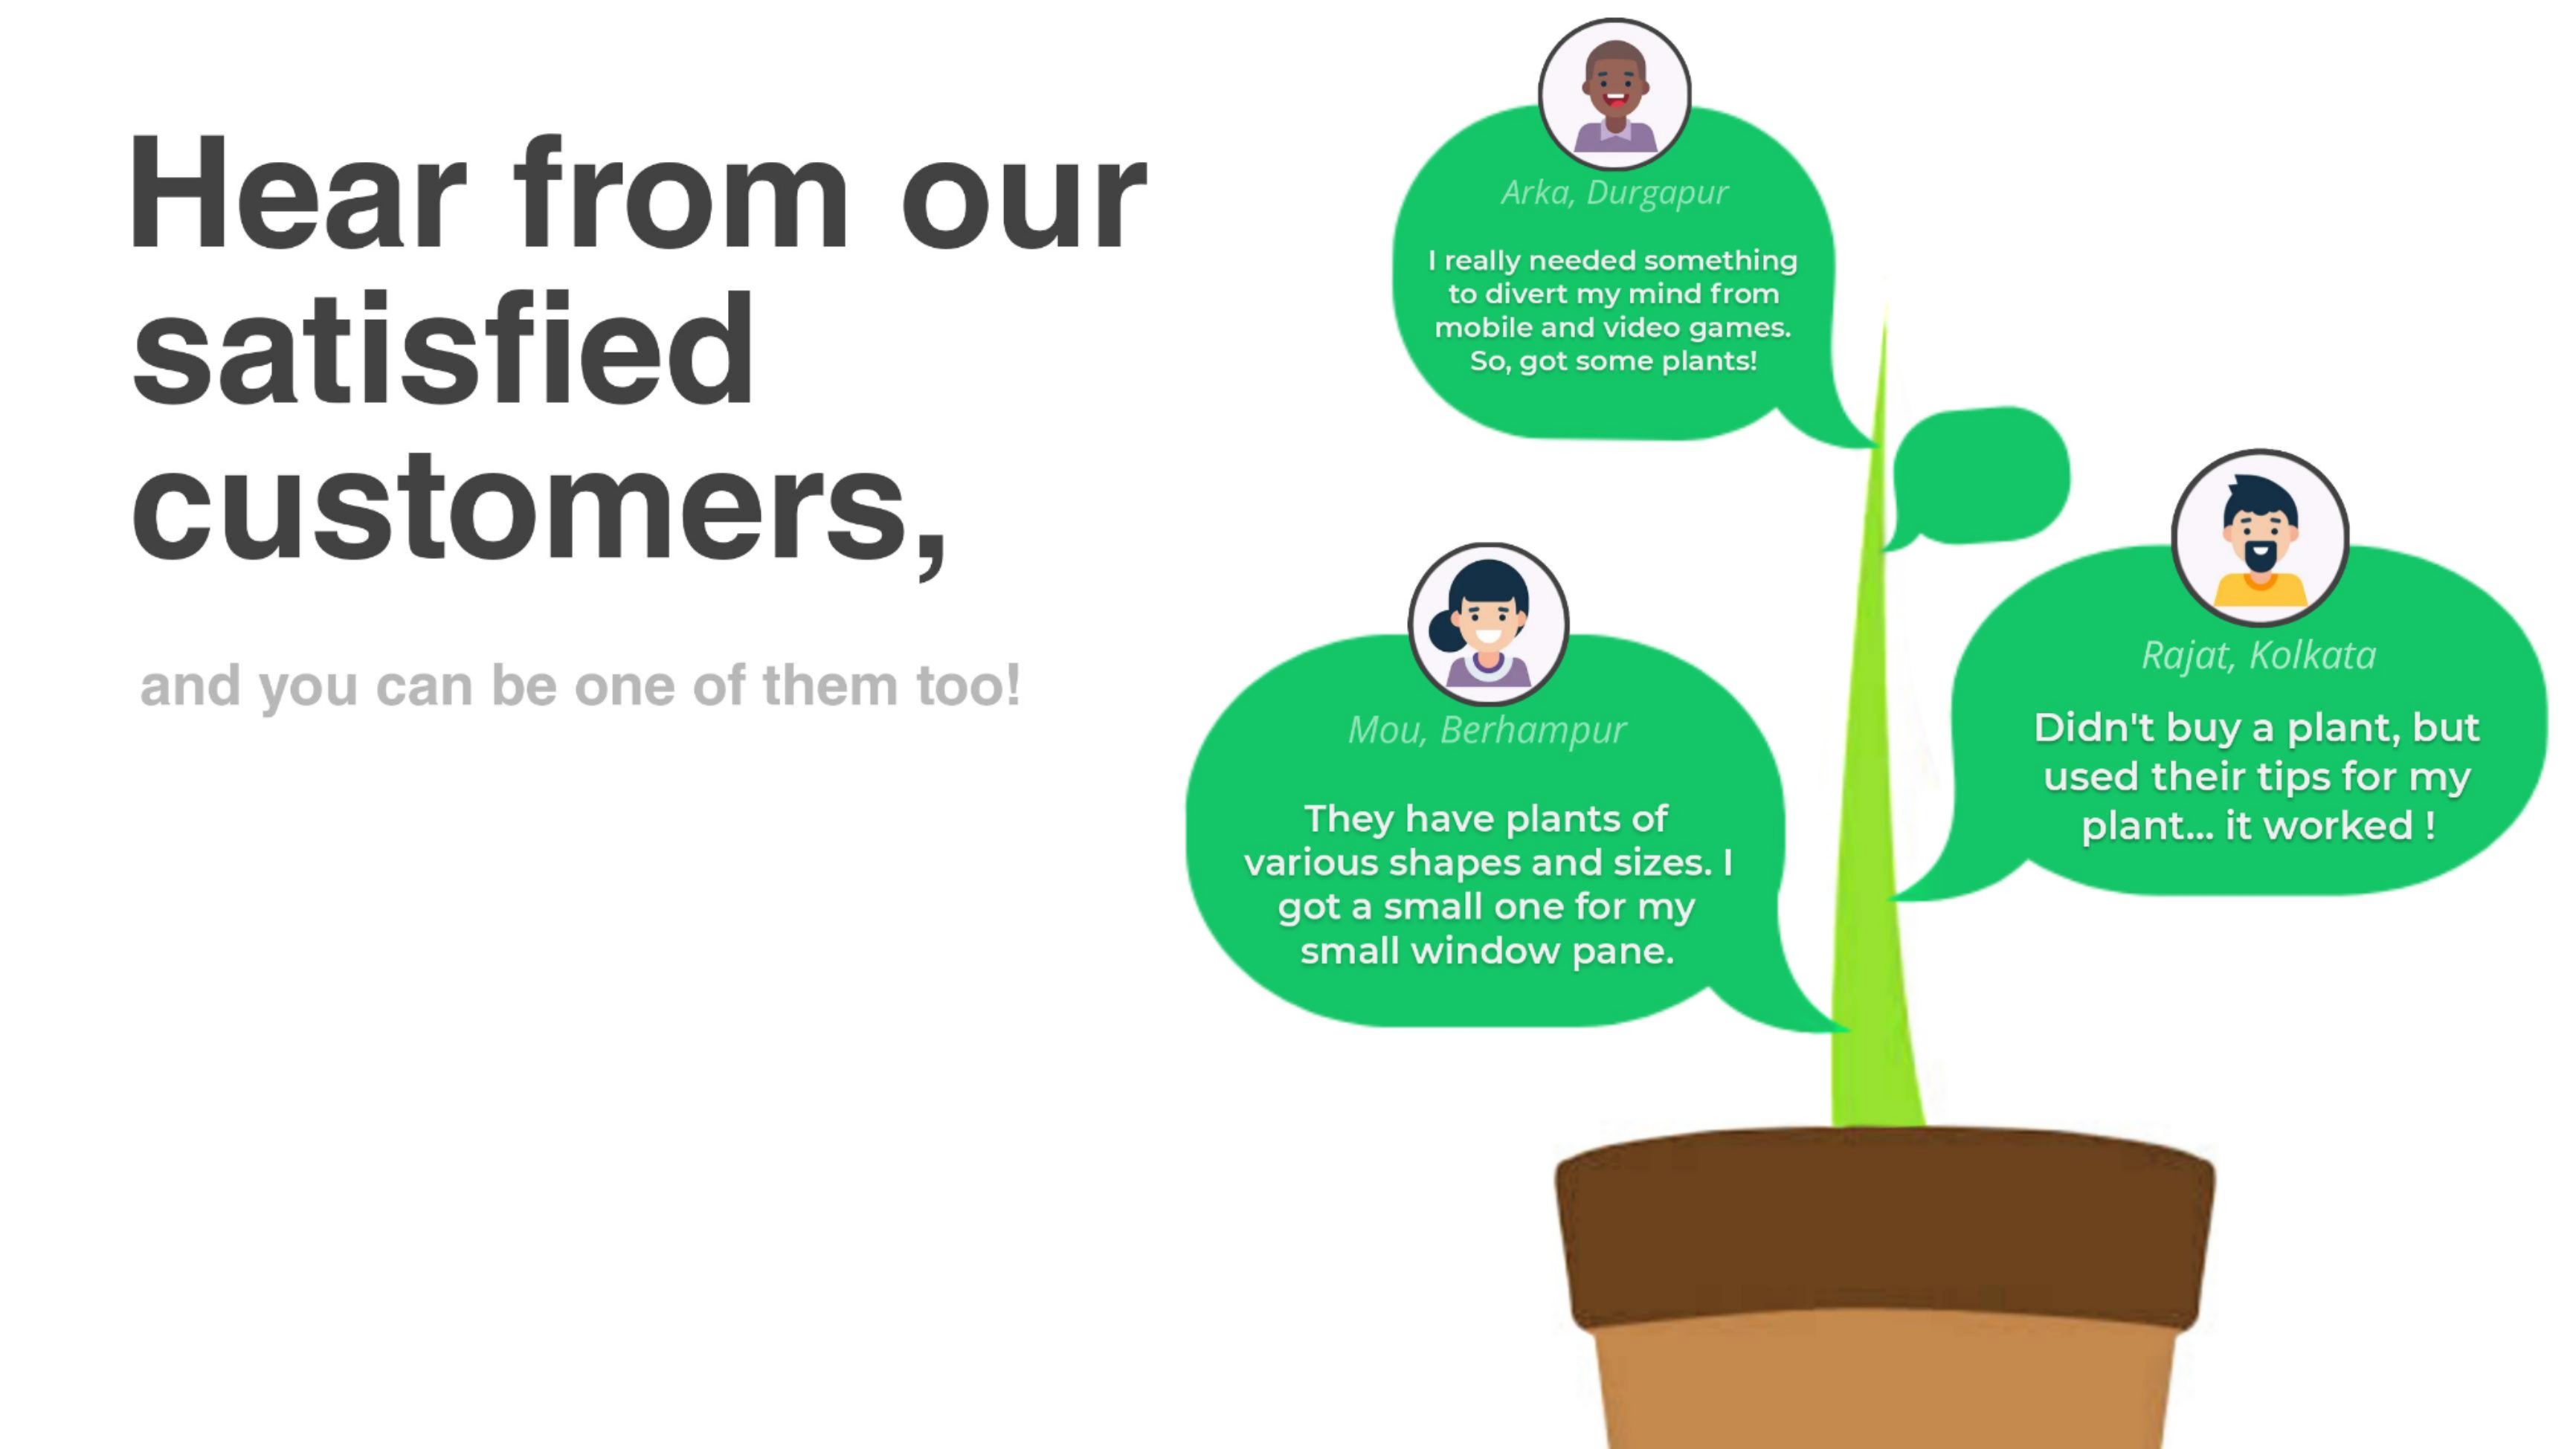 Hear from our
satisfied
customers,
and you can be one of them too!
Arka, Durgapur
I really needed something
to divert my mind from
mobile and video games.
So, got some plants!
Mou, Berhampur
They have plants of
various shapes and sizes. I
got a small one for my
small window pane.
Rajat, Kolkata
Didn't buy a plant, but
used their tips for my
plant... it worked !